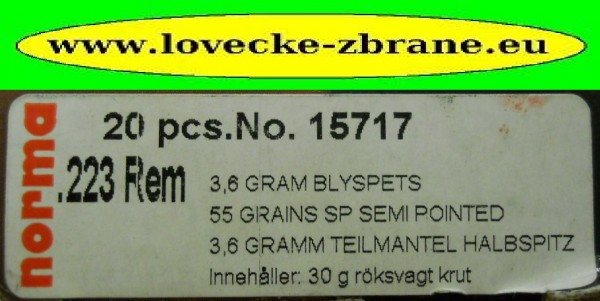 www.lovecke-zbrane.eu
norma
20 pcs.No. 15717
.223 Rem
3,6 GRAM BLYSPETS
55 GRAINS SP SEMI POINTED
3,6 GRAMM TEILMANTEL HALBSPITZ
Innehåller: 30 g röksvagt krut